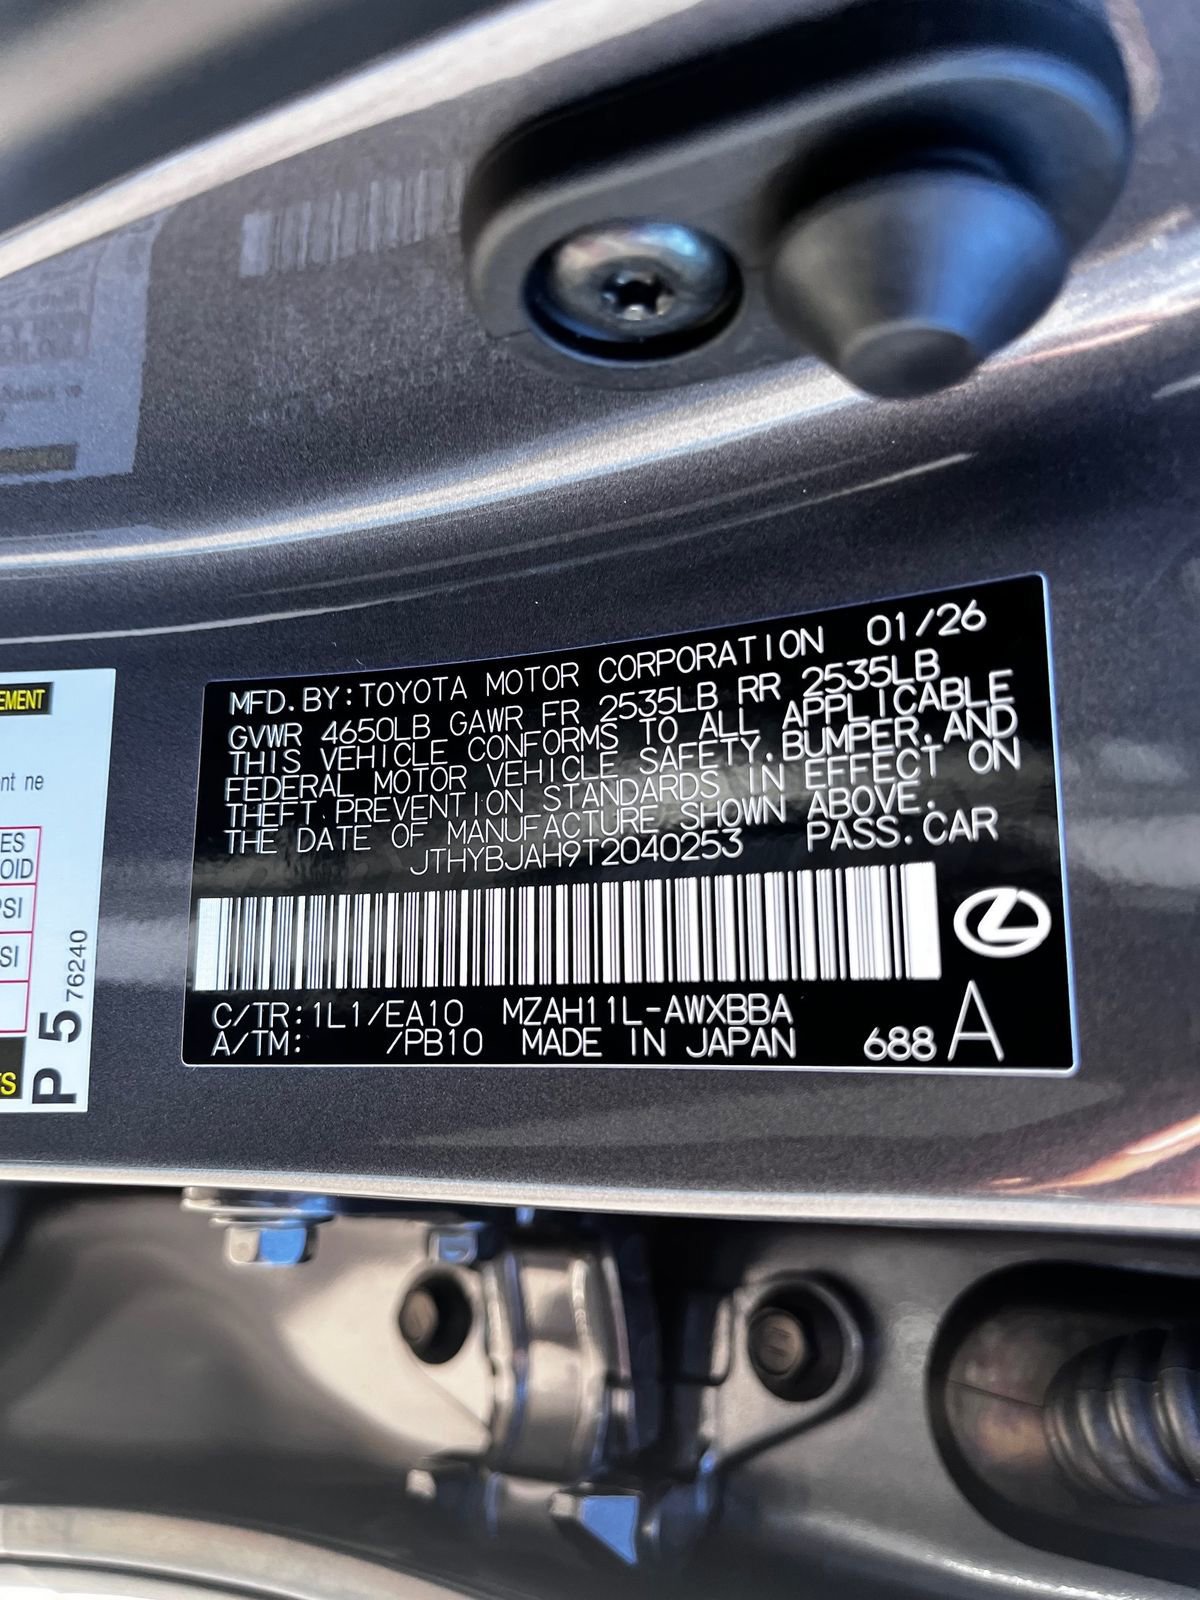 MFD. BY: TOYOTA MOTOR CORPORATION 01/26
GVWR 4650LB GAWR FR 2535LB RR 2535LB
THIS VEHICLE CONFORMS TO ALL APPLICABLE
FEDERAL MOTOR VEHICLE SAFETY, BUMPER, AND
THEFT PREVENTION STANDARDS IN EFFECT ON
THE DATE OF MANUFACTURE SHOWN ABOVE.
JTHYBJAH9T2040253 PASS. CAR
C/TR: 1L1/EA10 MZAH11L-AWXBBA
A/TM: /PB10 MADE IN JAPAN 688 A
EMENT
nt ne
ES
OID
PSI
SI
S
P 5 76240